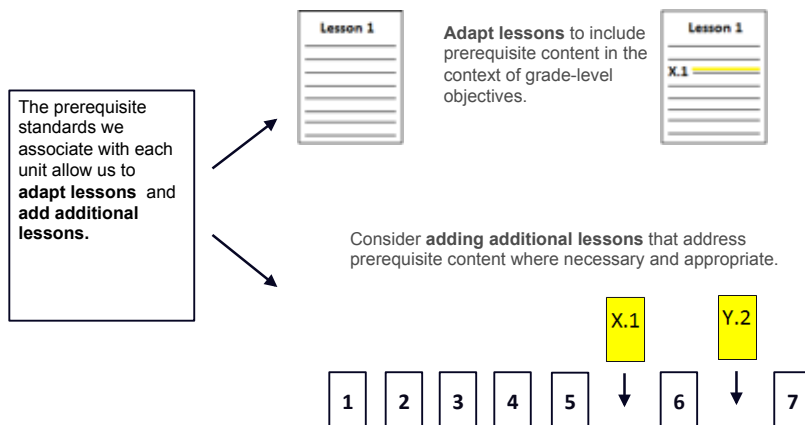 Lesson 1
Adapt lessons to include
prerequisite content in the
context of grade-level
objectives.
Lesson 1
X.1
The prerequisite
standards we
associate with each
unit allow us to
adapt lessons and
add additional
lessons.
Consider adding additional lessons that address
prerequisite content where necessary and appropriate.
X.1
Y.2
1 2 3 4 5 6 7